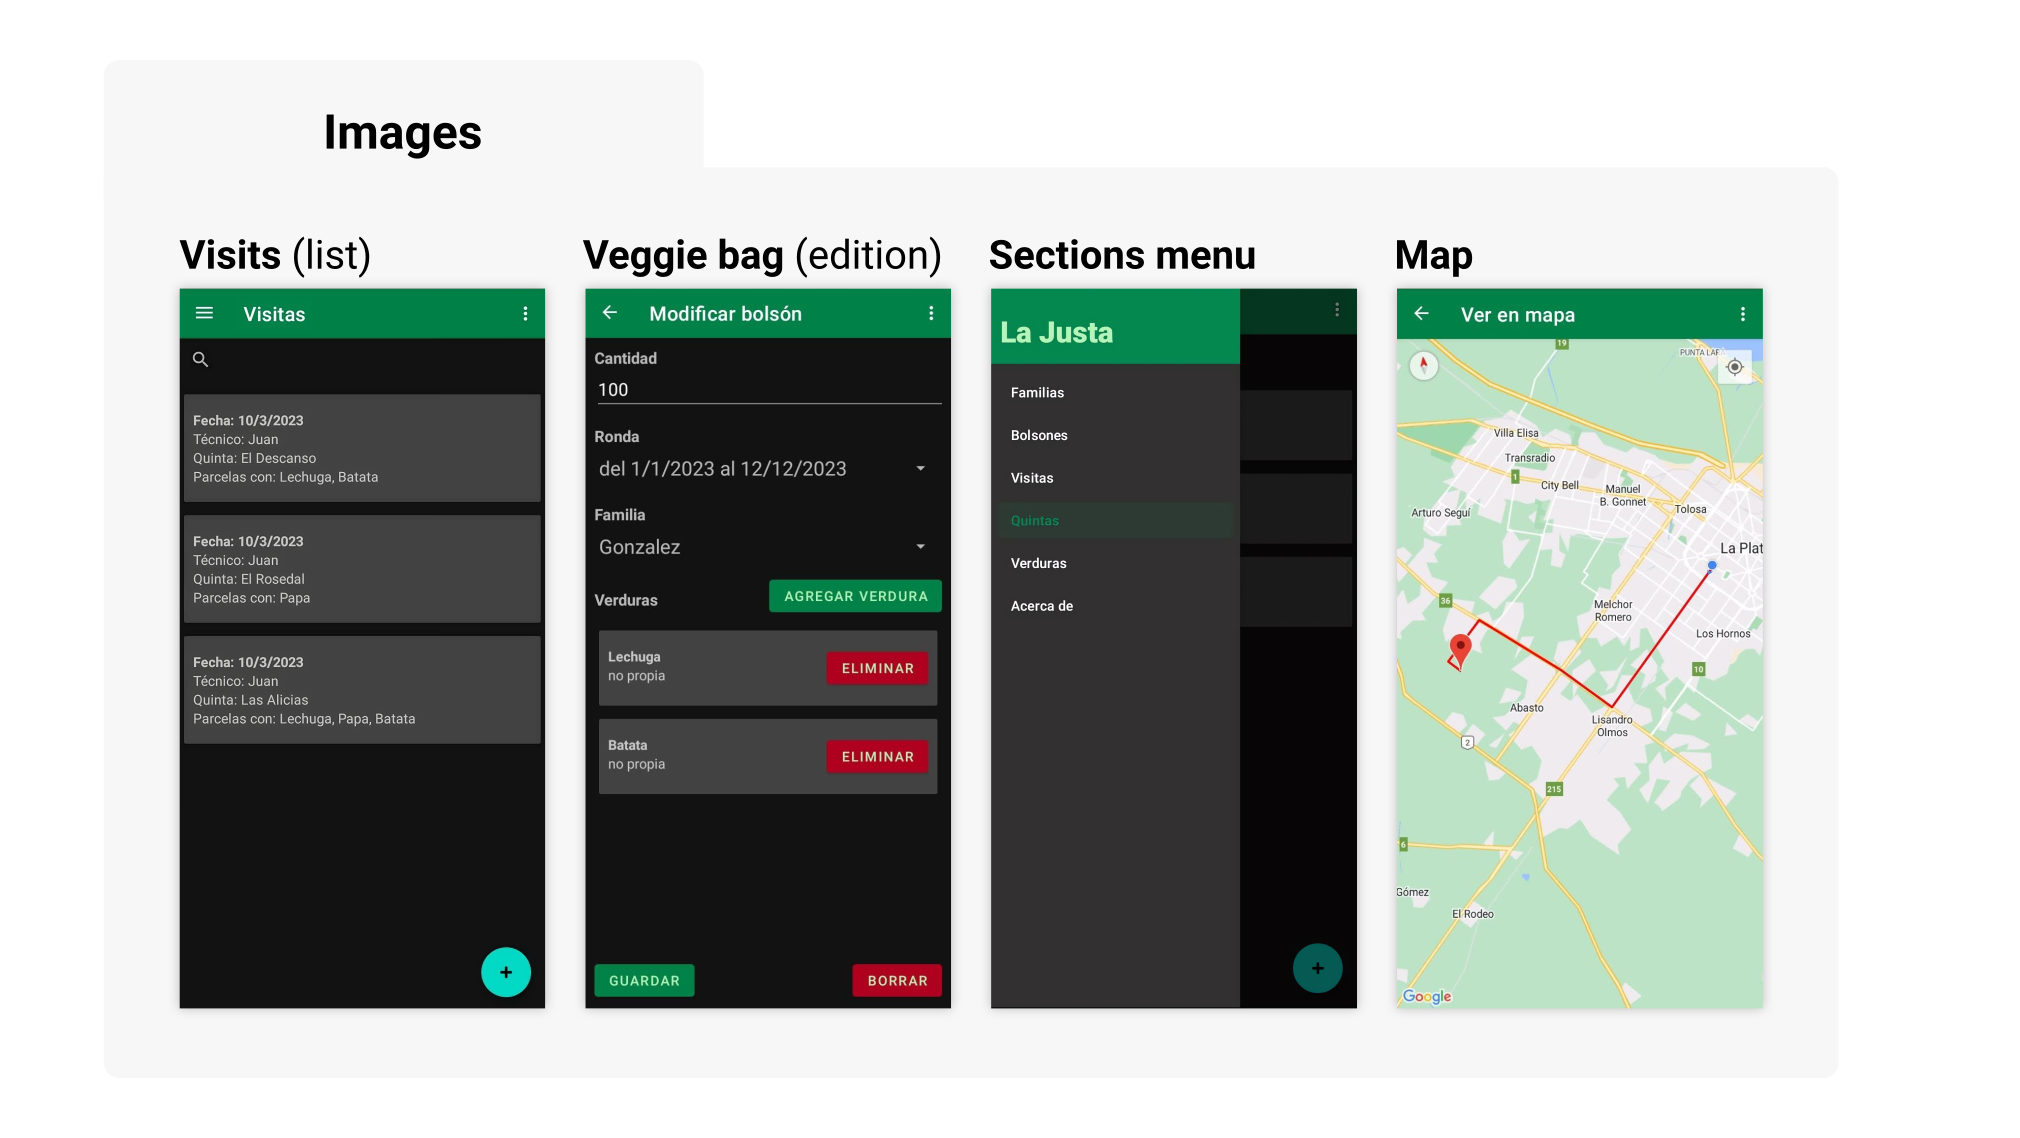 Images
Visits (list)
Visitas
Fecha: 10/3/2023
Técnico: Juan
Quinta: El Descanso
Parcelas con: Lechuga, Batata
Fecha: 10/3/2023
Técnico: Juan
Quinta: El Rosedal
Parcelas con: Papa
Fecha: 10/3/2023
Técnico: Juan
Quinta: Las Alicias
Parcelas con: Lechuga, Papa, Batata
+
Veggie bag (edition)
Modificar bolsón
Cantidad
100
Ronda
del 1/1/2023 al 12/12/2023
Familia
Gonzalez
Verduras
AGREGAR VERDURA
Lechuga
no propia
ELIMINAR
Batata
no propia
ELIMINAR
GUARDAR
BORRAR
Sections menu
La Justa
Familias
Bolsones
Visitas
Quintas
Verduras
Acerca de
+
Map
Ver en mapa
19
PUNTA LAR
Villa Elisa
Transradio
1
City Bell
Manuel
B. Gonnet
Arturo Seguí
Tolosa
La Plat
36
Melchor
Romero
Los Hornos
10
Abasto
Lisandro
Olmos
2
215
6
Gómez
El Rodeo
Google